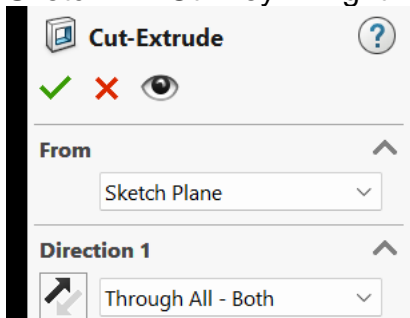 Cut-Extrude
?
From
Sketch Plane
Direction 1
Through All - Both